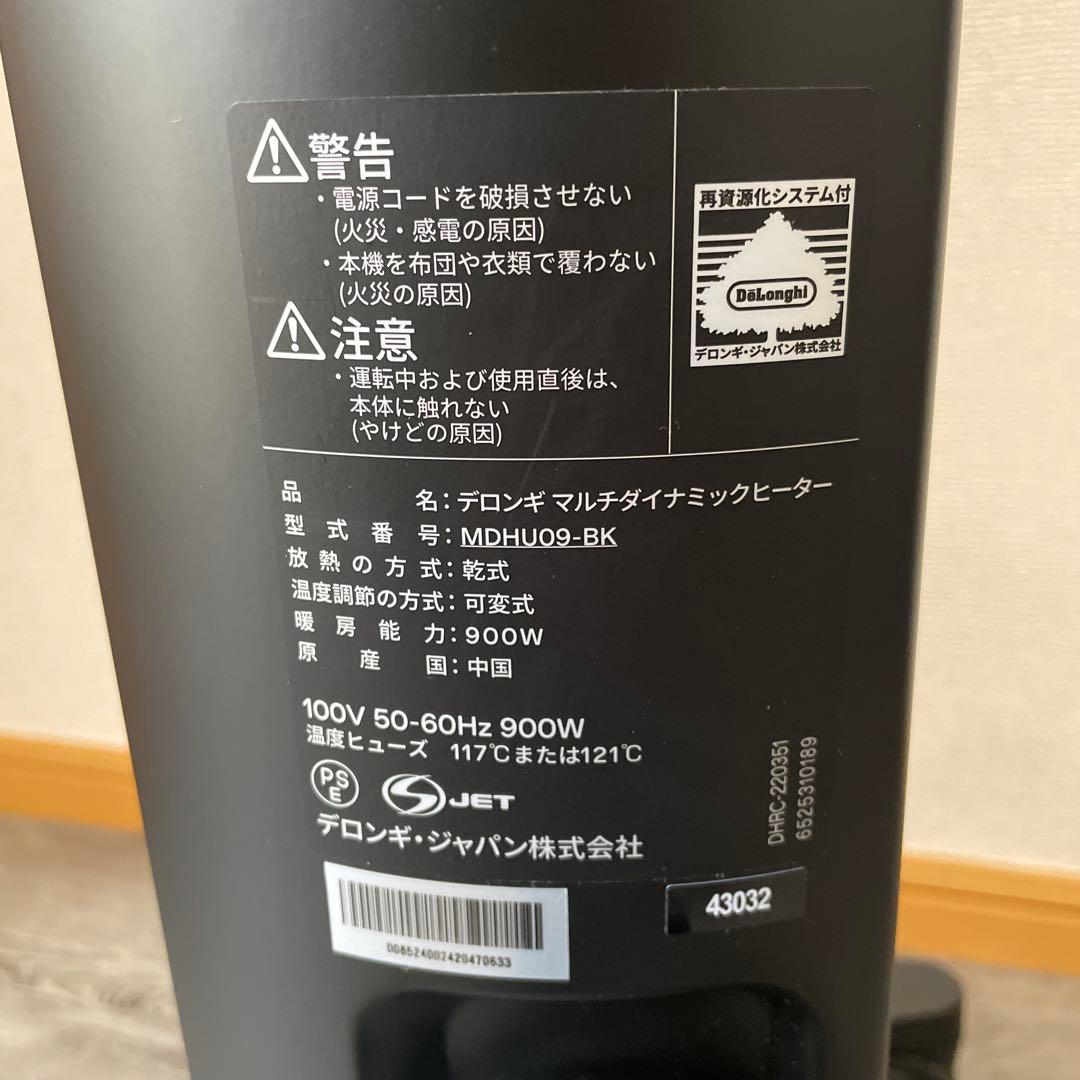 警告
・電源コードを破損させない
(火災・感電の原因)
・本機を布団や衣類で覆わない
(火災の原因)
注意
・運転中および使用直後は、
本体に触れない
(やけどの原因)
再資源化システム付
DeLonghi
デロンギ・ジャパン株式会社
品名：デロンギ マルチダイナミックヒーター
型式番号：MDHU09-BK
放熱の方式：乾式
温度調節の方式：可変式
暖房能力：900W
原産国：中国
100V 50-60Hz 900W
温度ヒューズ 117℃または121℃
PSE
JET
デロンギ・ジャパン株式会社
DHRC-220351
6525310189
008524002420470633
43032